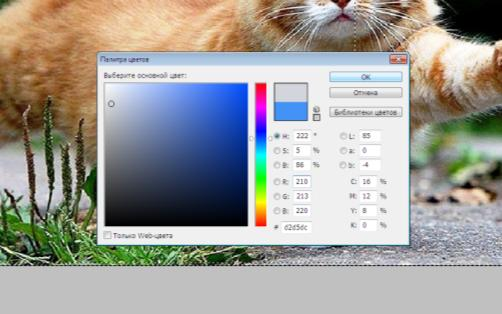 Палитра цветов
Выберите основной цвет:
OK
Отмена
Библиотеки цветов
H: 222 °
S: 5 %
B: 86 %
R: 210
G: 213
B: 220
# d2d5dc
L: 85
a: 0
b: -4
C: 16 %
M: 12 %
Y: 8 %
K: 0 %
Только Web-цвета